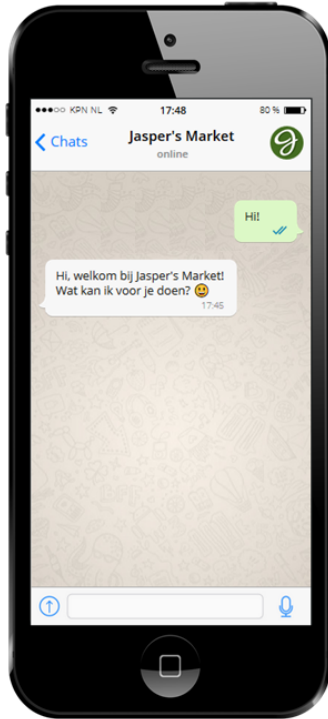 ●●●○○ KPN NL 17:48 80 %
Chats
Jasper's Market
online
Hi!
Hi, welkom bij Jasper's Market!
Wat kan ik voor je doen? 😃
17:45